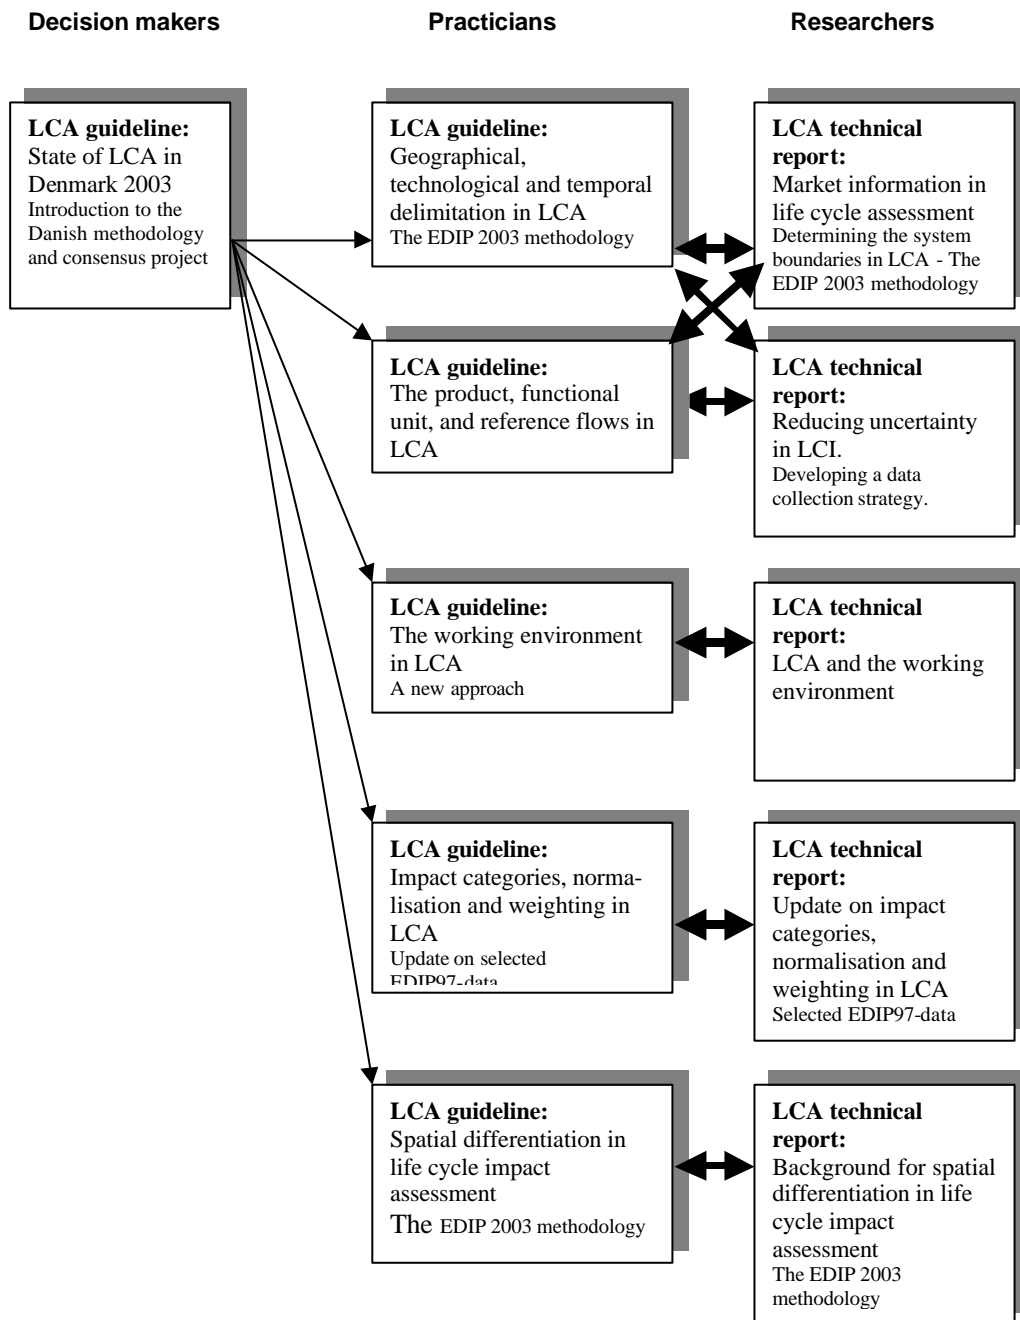 Decision makers
Practicians
Researchers
LCA guideline:
State of LCA in
Denmark 2003
Introduction to the
Danish methodology
and consensus project
LCA guideline:
Geographical,
technological and temporal
delimitation in LCA
The EDIP 2003 methodology
LCA technical
report:
Market information in
life cycle assessment
Determining the system
boundaries in LCA - The
EDIP 2003 methodology
LCA guideline:
The product, functional
unit, and reference flows in
LCA
LCA technical
report:
Reducing uncertainty
in LCI.
Developing a data
collection strategy.
LCA guideline:
The working environment
in LCA
A new approach
LCA technical
report:
LCA and the working
environment
LCA guideline:
Impact categories, norma-
lisation and weighting in
LCA
Update on selected
EDIP97-data
LCA technical
report:
Update on impact
categories,
normalisation and
weighting in LCA
Selected EDIP97-data
LCA guideline:
Spatial differentiation in
life cycle impact
assessment
The EDIP 2003 methodology
LCA technical
report:
Background for spatial
differentiation in life
cycle impact
assessment
The EDIP 2003
methodology